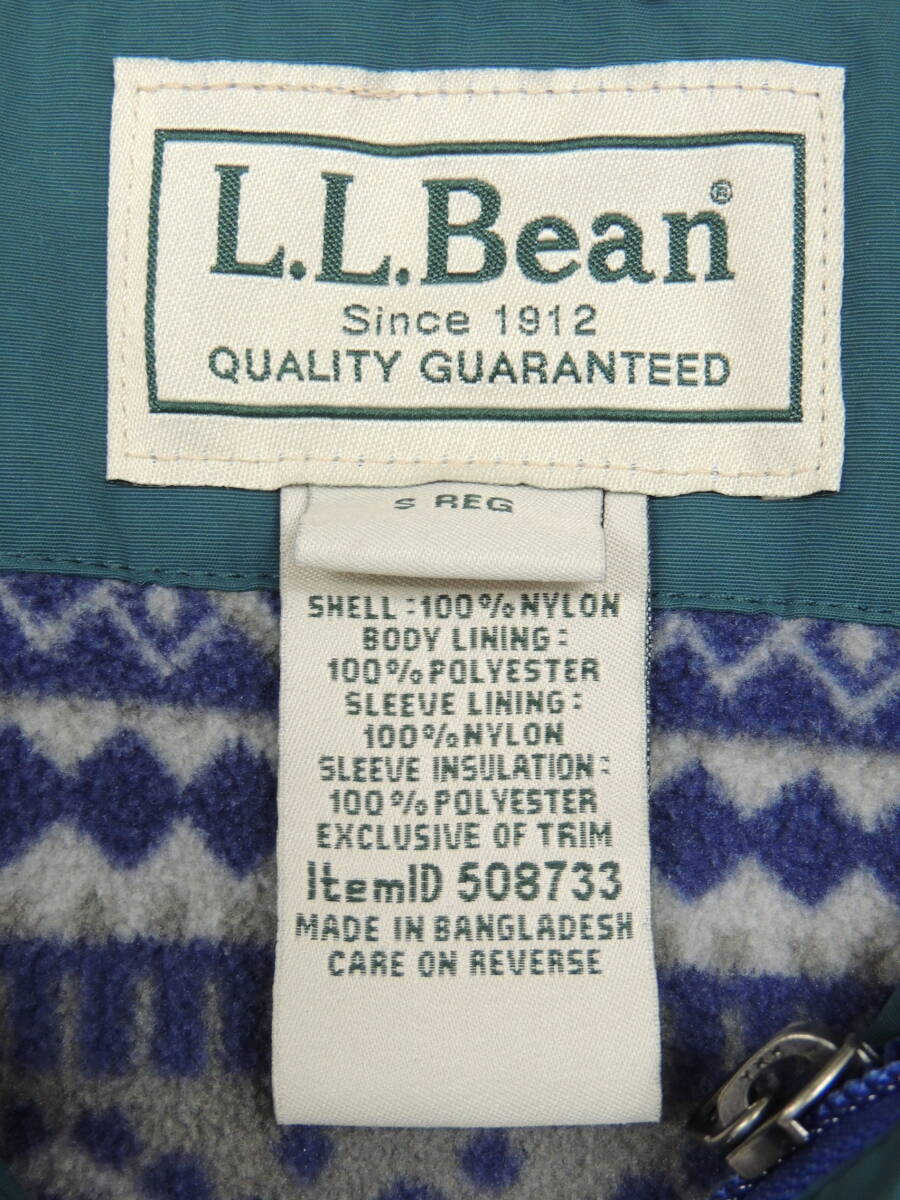 L.L.Bean®
Since 1912
QUALITY GUARANTEED
S REG
SHELL:100%NYLON
BODY LINING:
100%POLYESTER
SLEEVE LINING:
100%NYLON
SLEEVE INSULATION:
100%POLYESTER
EXCLUSIVE OF TRIM
ItemID 508733
MADE IN BANGLADESH
CARE ON REVERSE